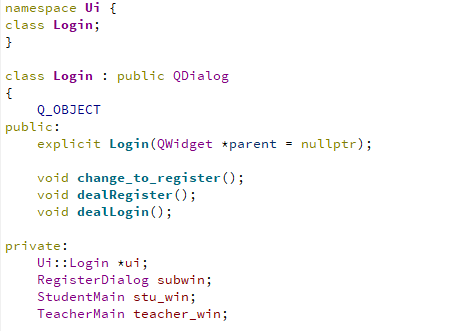 namespace Ui {
class Login;
}

class Login : public QDialog
{
    Q_OBJECT
public:
    explicit Login(QWidget *parent = nullptr);

    void change_to_register();
    void dealRegister();
    void dealLogin();

private:
    Ui::Login *ui;
    RegisterDialog subwin;
    StudentMain stu_win;
    TeacherMain teacher_win;